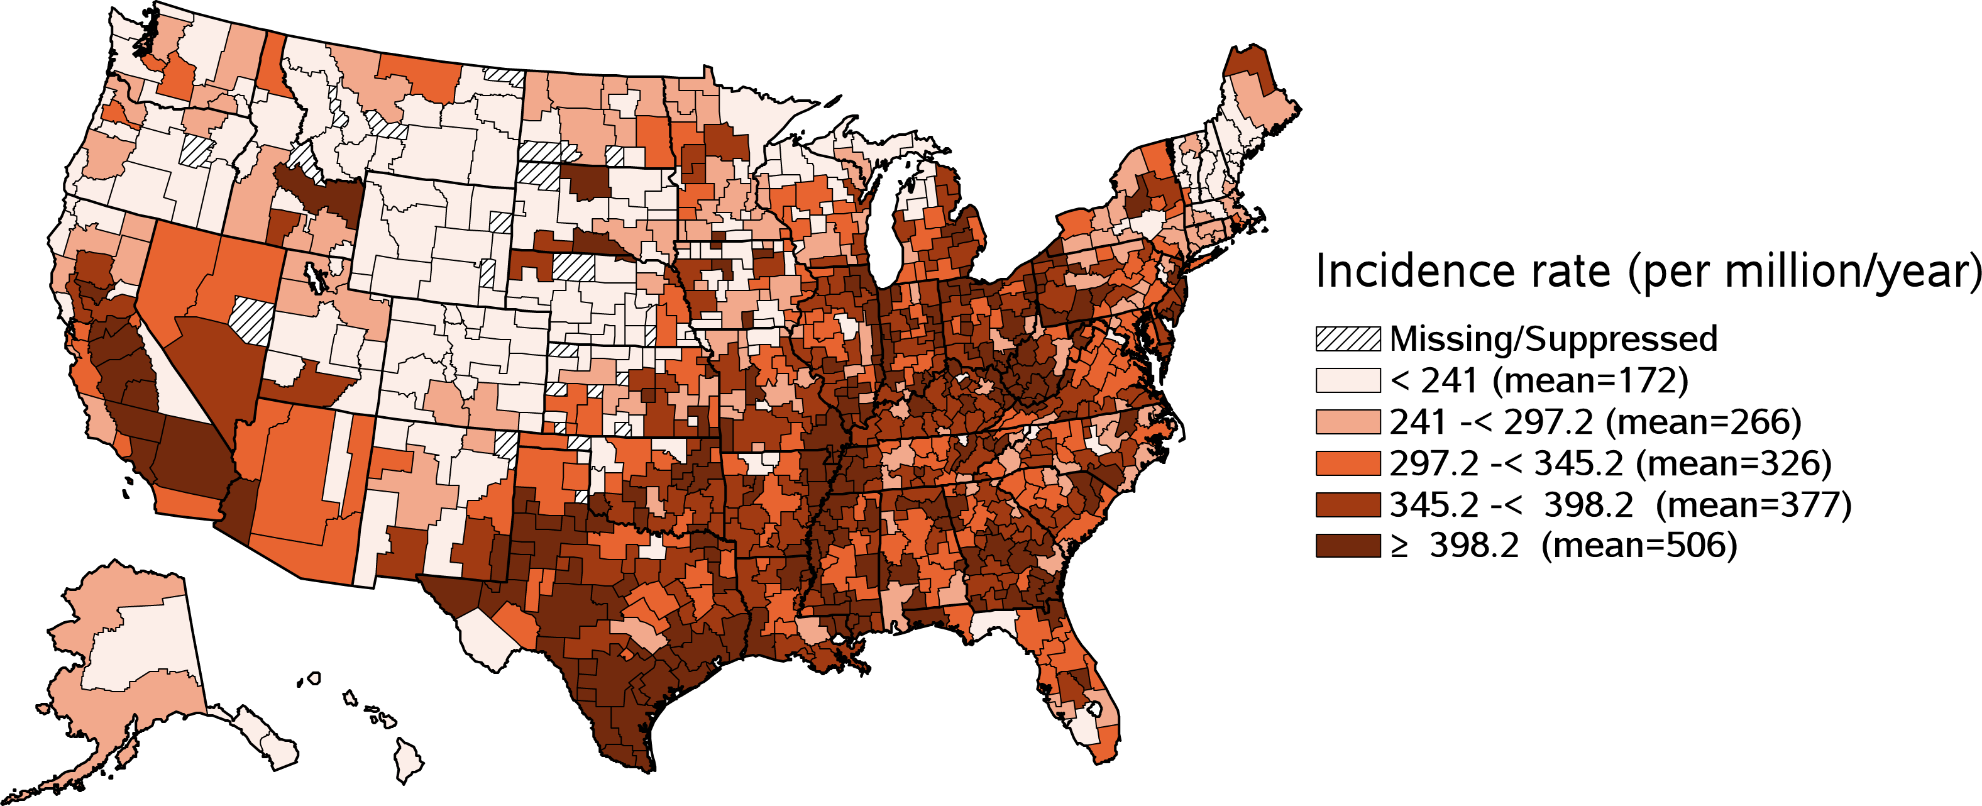 Incidence rate (per million/year)
Missing/Suppressed
< 241 (mean=172)
241 -< 297.2 (mean=266)
297.2 -< 345.2 (mean=326)
345.2 -<  398.2  (mean=377)
≥  398.2  (mean=506)